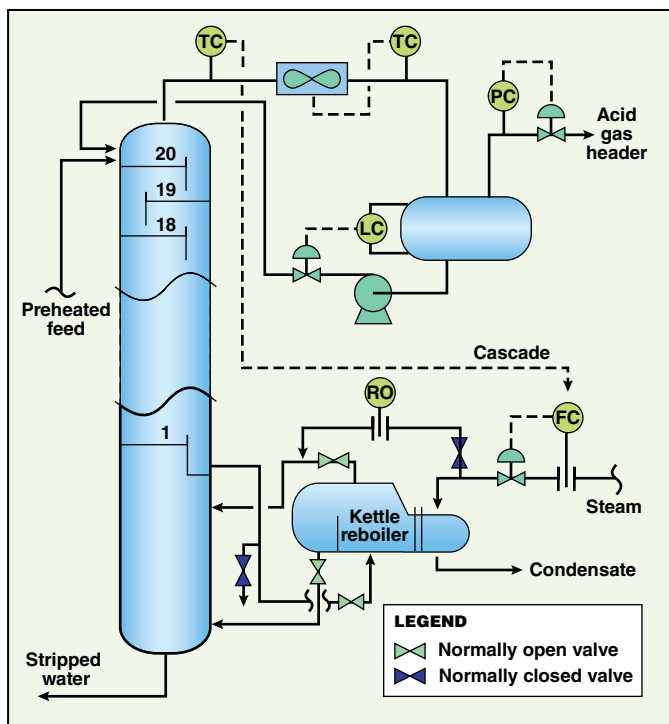 TC
TC
PC
Acid
gas
header
20
19
18
LC
Preheated
feed
Cascade
RO
FC
1
Steam
Kettle
reboiler
Condensate
LEGEND
Normally open valve
Normally closed valve
Stripped
water